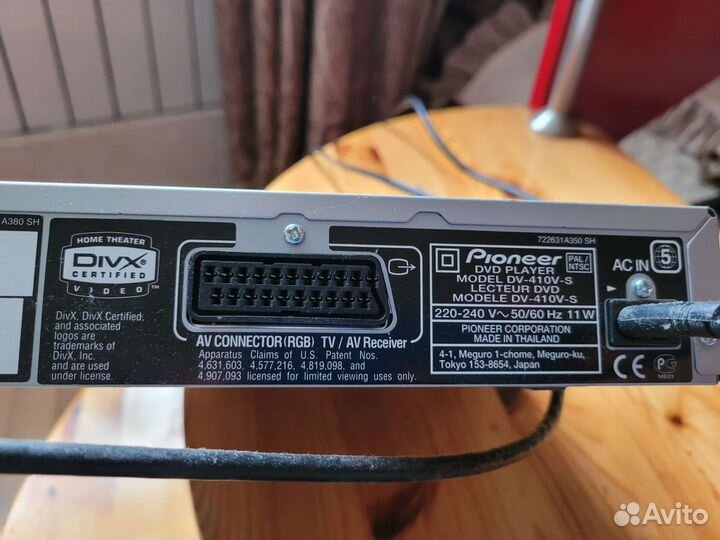 A380 SH
HOME THEATER
DIVX®
CERTIFIED
VIDEO™
DivX, DivX Certified,
and associated
logos are
trademarks of
DivX, Inc.
and are used
under license.
AV CONNECTOR (RGB) TV / AV Receiver
Apparatus Claims of U.S. Patent Nos.
4,631,603, 4,577,216, 4,819,098, and
4,907,093 licensed for limited viewing uses only.
722631A350 SH
Pioneer
DVD PLAYER
MODEL DV-410V-S
LECTEUR DVD
MODELE DV-410V-S
PAL/
NTSC
220-240 V~ 50/60 Hz 11 W
PIONEER CORPORATION
MADE IN THAILAND
4-1, Meguro 1-chome, Meguro-ku,
Tokyo 153-8654, Japan
AC IN
5
CE
Avito